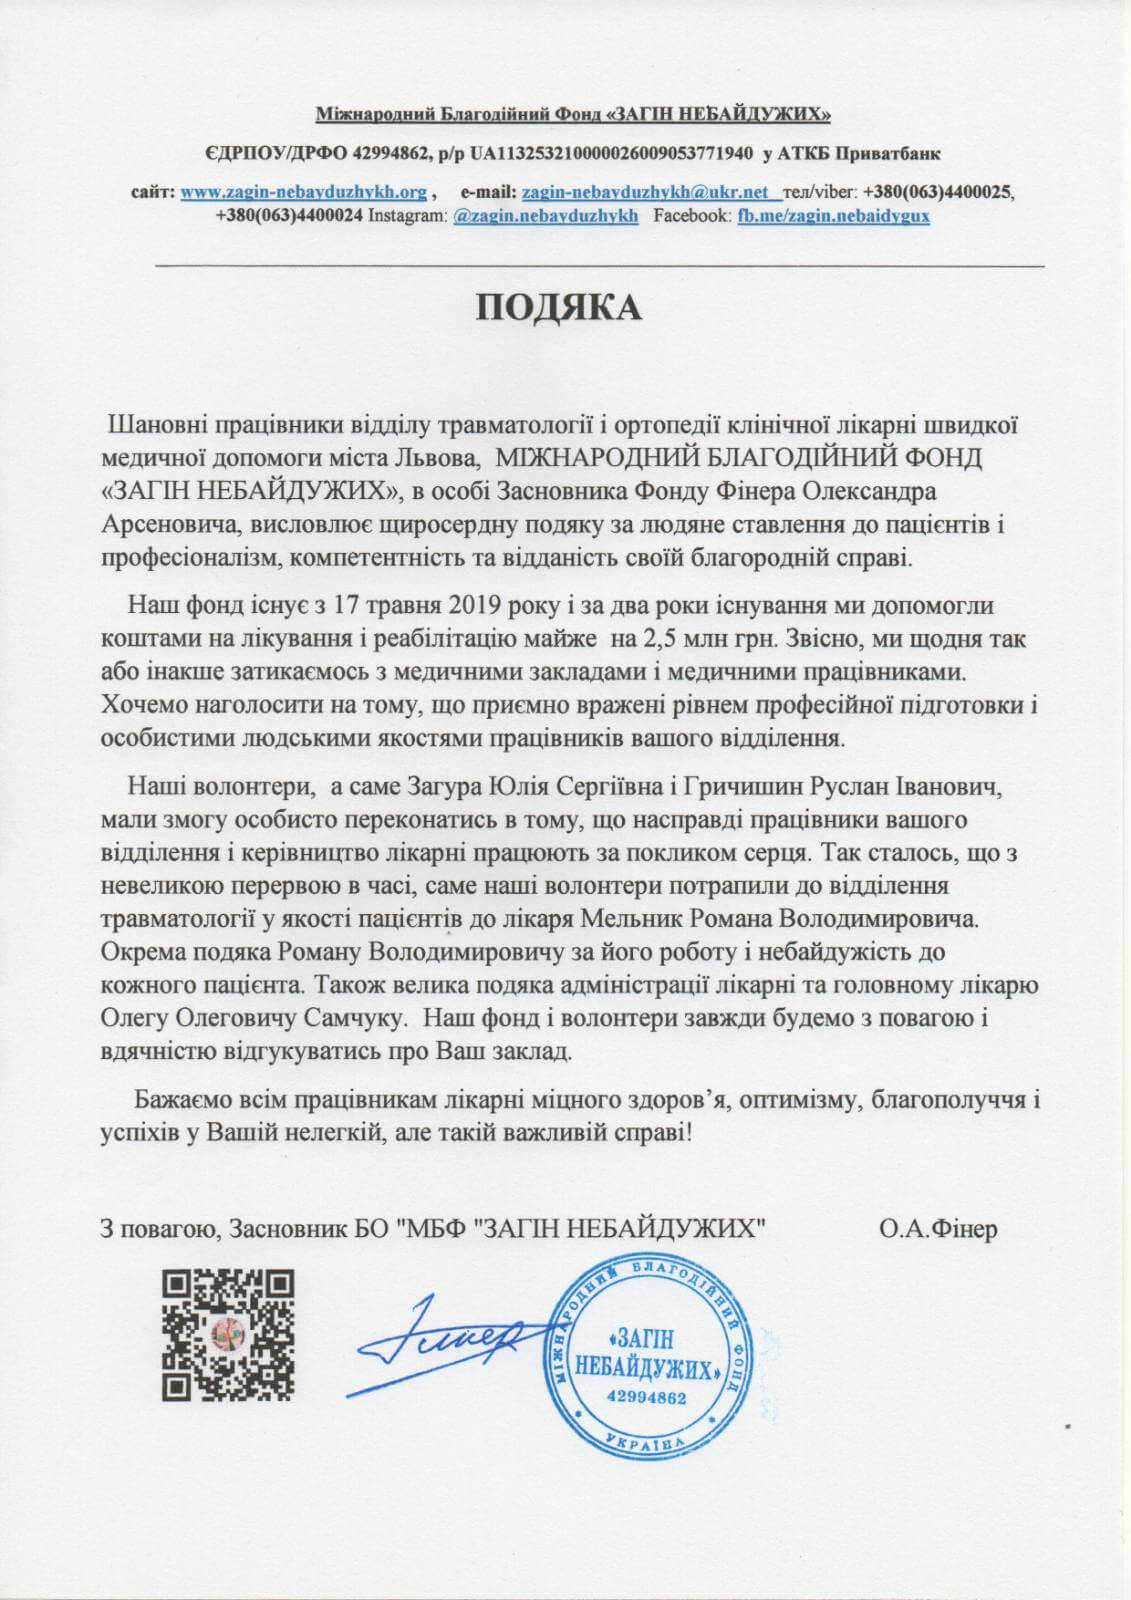 Міжнародний Благодійний Фонд «ЗАГІН НЕБАЙДУЖИХ»
ЄДРПОУ/ДРФО 42994862, р/р UA113253210000026009053771940 у АТКБ Приватбанк
сайт: www.zagin-nebayduzhykh.org , e-mail: zagin-nebayduzhykh@ukr.net тел/viber: +380(063)4400025,
+380(063)4400024 Instagram: @zagin.nebayduzhykh Facebook: fb.me/zagin.nebaidygux
ПОДЯКА
Шановні працівники відділу травматології і ортопедії клінічної лікарні швидкої
медичної допомоги міста Львова, МІЖНАРОДНИЙ БЛАГОДІЙНИЙ ФОНД
«ЗАГІН НЕБАЙДУЖИХ», в особі Засновника Фонду Фінера Олександра
Арсеновича, висловлює щиросердну подяку за людяне ставлення до пацієнтів і
професіоналізм, компетентність та відданість своїй благородній справі.
Наш фонд існує з 17 травня 2019 року і за два роки існування ми допомогли
коштами на лікування і реабілітацію майже на 2,5 млн грн. Звісно, ми щодня так
або інакше затикаємось з медичними закладами і медичними працівниками.
Хочемо наголосити на тому, що приємно вражені рівнем професійної підготовки і
особистими людськими якостями працівників вашого відділення.
Наші волонтери, а саме Загура Юлія Сергіївна і Гричишин Руслан Іванович,
мали змогу особисто переконатись в тому, що насправді працівники вашого
відділення і керівництво лікарні працюють за покликом серця. Так сталось, що з
невеликою перервою в часі, саме наші волонтери потрапили до відділення
травматології у якості пацієнтів до лікаря Мельник Романа Володимировича.
Окрема подяка Роману Володимировичу за його роботу і небайдужість до
кожного пацієнта. Також велика подяка адміністрації лікарні та головному лікарю
Олегу Олеговичу Самчуку. Наш фонд і волонтери завжди будемо з повагою і
вдячністю відгукуватись про Ваш заклад.
Бажаємо всім працівникам лікарні міцного здоров’я, оптимізму, благополуччя і
успіхів у Вашій нелегкій, але такій важливій справі!
З повагою, Засновник БО "МБФ "ЗАГІН НЕБАЙДУЖИХ" О.А.Фінер
МІЖНАРОДНИЙ БЛАГОДІЙНИЙ ФОНД
«ЗАГІН
НЕБАЙДУЖИХ»
42994862
* УКРАЇНА *